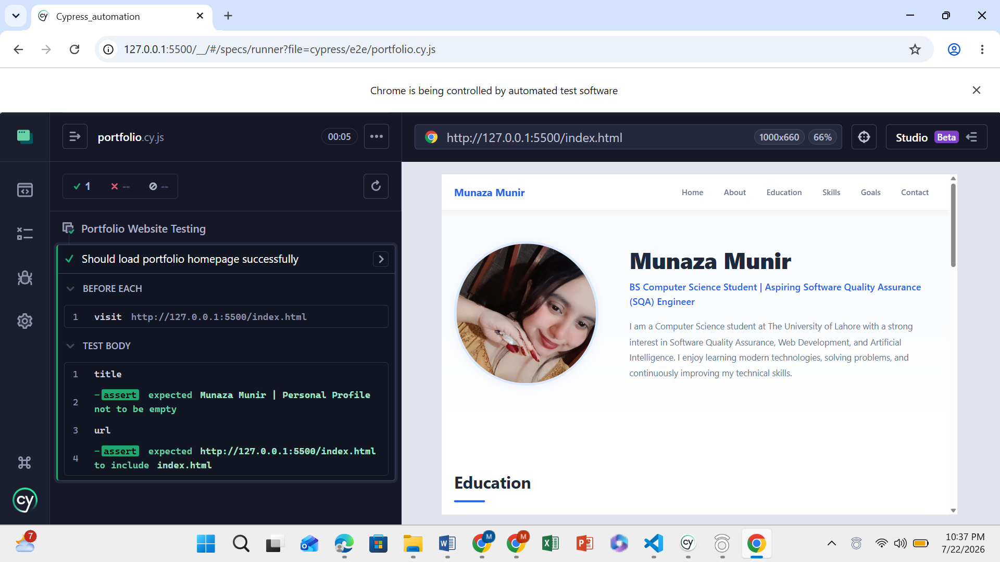 Cypress_automation
127.0.0.1:5500/__/#/specs/runner?file=cypress/e2e/portfolio.cy.js
Chrome is being controlled by automated test software
portfolio.cy.js
00:05
http://127.0.0.1:5500/index.html
1000x660
66%
Studio
Beta
1
--
--
Portfolio Website Testing
Should load portfolio homepage successfully
BEFORE EACH
1 visit http://127.0.0.1:5500/index.html
TEST BODY
1 title
2 -assert expected Munaza Munir | Personal Profile
not to be empty
3 url
4 -assert expected http://127.0.0.1:5500/index.html
to include index.html
cy
Munaza Munir
Home
About
Education
Skills
Goals
Contact
Munaza Munir
BS Computer Science Student | Aspiring Software Quality Assurance
(SQA) Engineer
I am a Computer Science student at The University of Lahore with a strong
interest in Software Quality Assurance, Web Development, and Artificial
Intelligence. I enjoy learning modern technologies, solving problems, and
continuously improving my technical skills.
Education
7
M
M
10:37 PM
7/22/2026